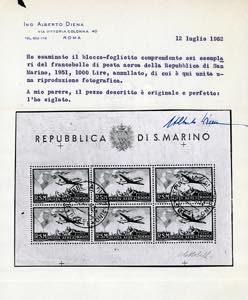 ING. ALBERTO DIENA
VIA VITTORIA COLONNA 40
ROMA
12 luglio 1962
Ho esaminato il blocco-foglietto comprendente sei esempla
ri del francobollo di posta aerea della Repubblica di San
Marino, 1951, 1000 Lire, annullato, di cui è qui unita u-
na riproduzione fotografica.
A mio parere, il pezzo descritto è originale e perfetto:
l'ho siglato.
Alberto Diena
REPUBBLICA DI S. MARINO